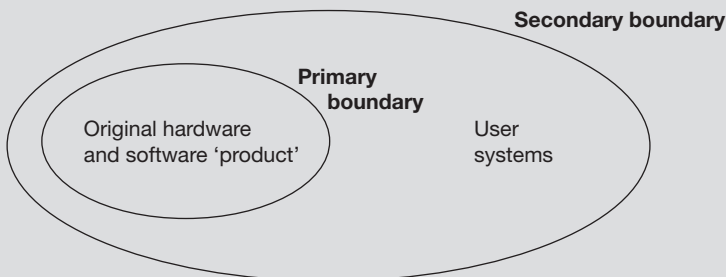 Secondary boundary
Primary
boundary
Original hardware
and software ‘product’
User
systems